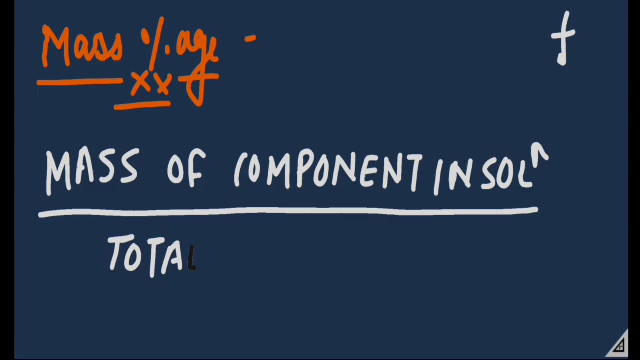 Mass %age -
xx
f
MASS OF COMPONENT IN SOLⁿ
TOTAL